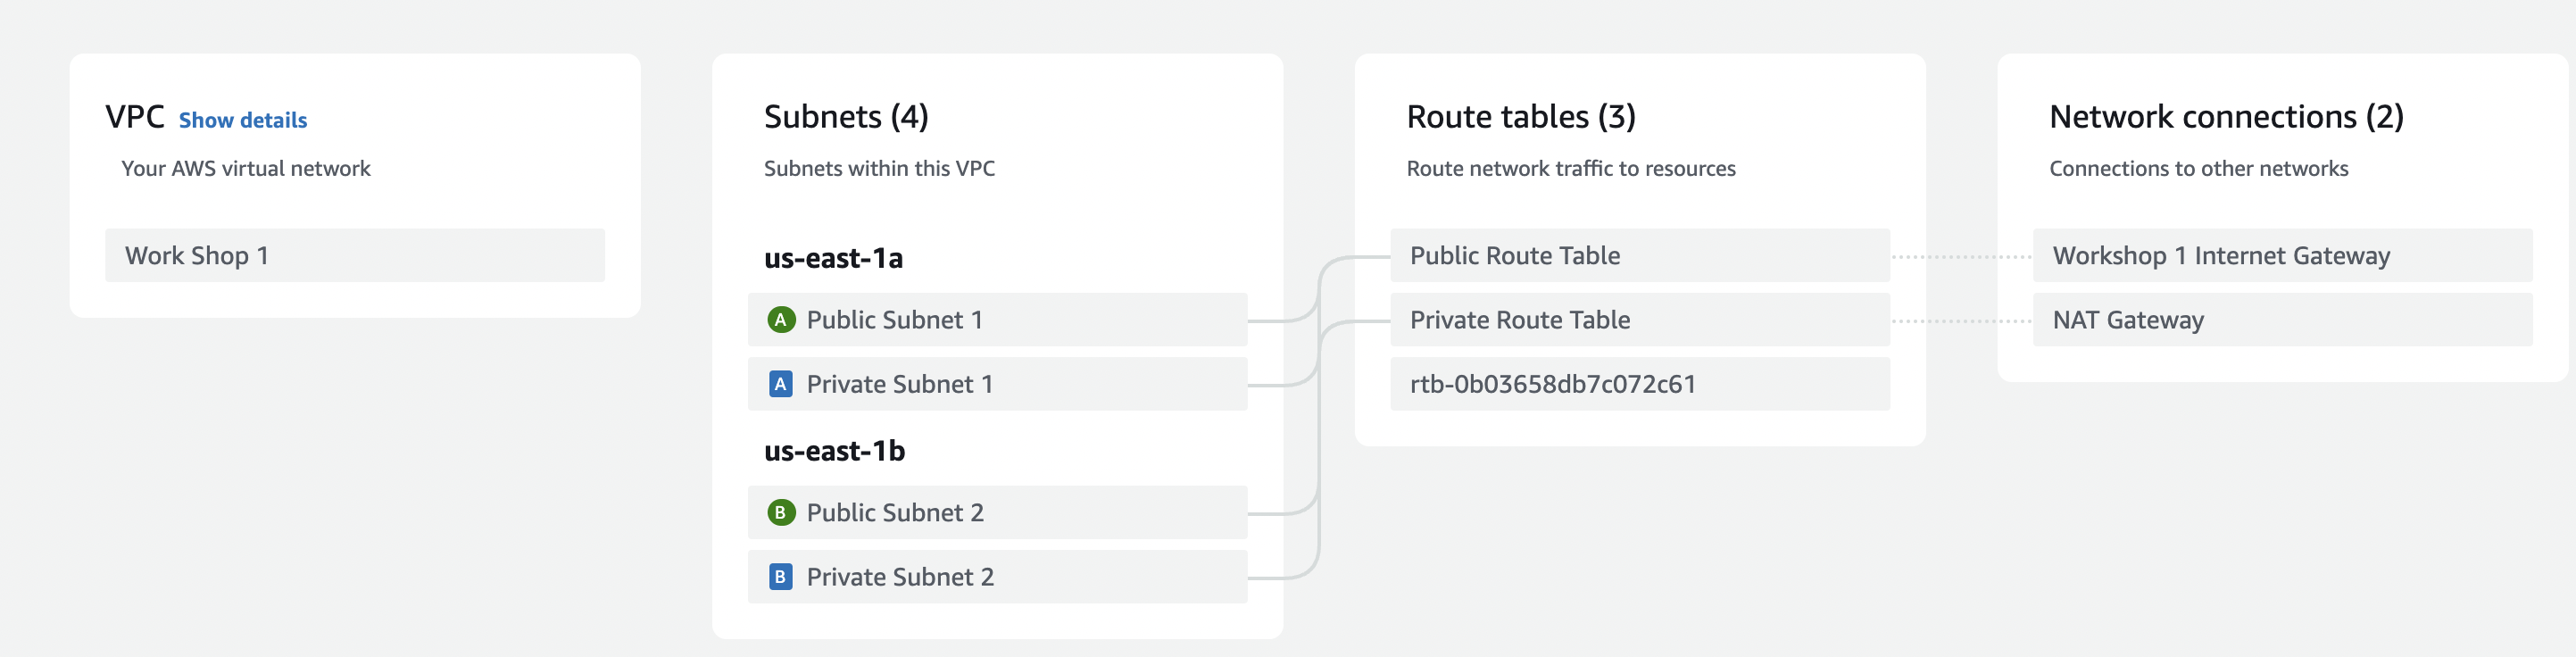 VPC Show details
Your AWS virtual network
Work Shop 1
Subnets (4)
Subnets within this VPC
us-east-1a
A Public Subnet 1
A Private Subnet 1
us-east-1b
B Public Subnet 2
B Private Subnet 2
Route tables (3)
Route network traffic to resources
Public Route Table
Private Route Table
rtb-0b03658db7c072c61
Network connections (2)
Connections to other networks
Workshop 1 Internet Gateway
NAT Gateway